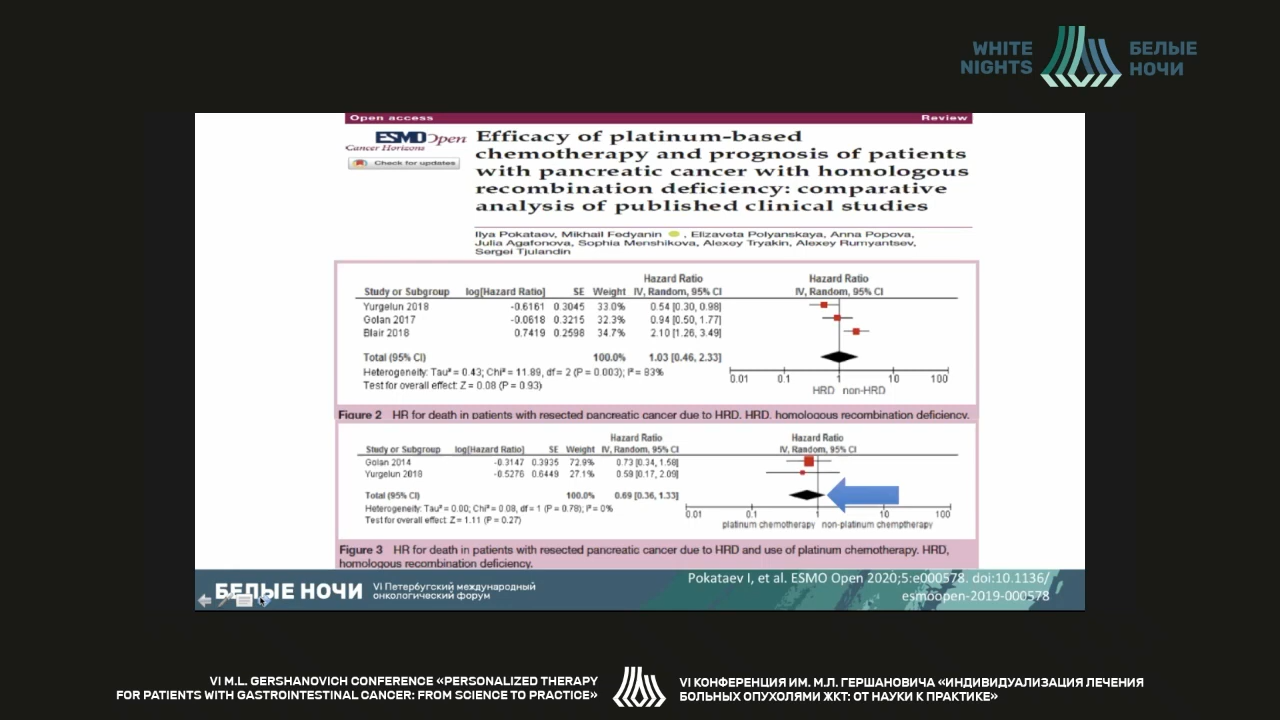 WHITE
NIGHTS
БЕЛЫЕ
НОЧИ
Open access
Review
ESMO Open
Cancer Horizons
Check for updates
Efficacy of platinum-based
chemotherapy and prognosis of patients
with pancreatic cancer with homologous
recombination deficiency: comparative
analysis of published clinical studies
Ilya Pokataev, Mikhail Fedyanin, Elizaveta Polyanskaya, Anna Popova,
Julia Agafonova, Sophia Menshikova, Alexey Tryakin, Alexey Rumyantsev,
Sergei Tjulandin
Hazard Ratio Hazard Ratio
Study or Subgroup log[Hazard Ratio] SE Weight IV, Random, 95% CI IV, Random, 95% CI
Yurgelun 2018 -0.6161 0.3045 33.0% 0.54 [0.30, 0.98]
Golan 2017 -0.0618 0.3215 32.3% 0.94 [0.50, 1.77]
Blair 2018 0.7419 0.2598 34.7% 2.10 [1.26, 3.49]
Total (95% CI) 100.0% 1.03 [0.46, 2.33]
Heterogeneity: Tau² = 0.43; Chi² = 11.89, df = 2 (P = 0.003); I² = 83%
Test for overall effect: Z = 0.08 (P = 0.93)
0.01 0.1 1 10 100
HRD non-HRD
Figure 2 HR for death in patients with resected pancreatic cancer due to HRD. HRD, homologous recombination deficiency.
Hazard Ratio Hazard Ratio
Study or Subgroup log[Hazard Ratio] SE Weight IV, Random, 95% CI IV, Random, 95% CI
Golan 2014 -0.3147 0.3935 72.9% 0.73 [0.34, 1.58]
Yurgelun 2018 -0.5276 0.6449 27.1% 0.59 [0.17, 2.09]
Total (95% CI) 100.0% 0.69 [0.36, 1.33]
Heterogeneity: Tau² = 0.00; Chi² = 0.08, df = 1 (P = 0.78); I² = 0%
Test for overall effect: Z = 1.11 (P = 0.27)
0.01 0.1 1 10 100
platinum chemotherapy non-platinum chemptherapy
Figure 3 HR for death in patients with resected pancreatic cancer due to HRD and use of platinum chemotherapy. HRD,
homologous recombination deficiency.
БЕЛЫЕ НОЧИ
VI Петербургский международный
онкологический форум
Pokataev I, et al. ESMO Open 2020;5:e000578. doi:10.1136/
esmoopen-2019-000578
VI M.L. GERSHANOVICH CONFERENCE «PERSONALIZED THERAPY
FOR PATIENTS WITH GASTROINTESTINAL CANCER: FROM SCIENCE TO PRACTICE»
VI КОНФЕРЕНЦИЯ ИМ. М.Л. ГЕРШАНОВИЧА «ИНДИВИДУАЛИЗАЦИЯ ЛЕЧЕНИЯ
БОЛЬНЫХ ОПУХОЛЯМИ ЖКТ: ОТ НАУКИ К ПРАКТИКЕ»